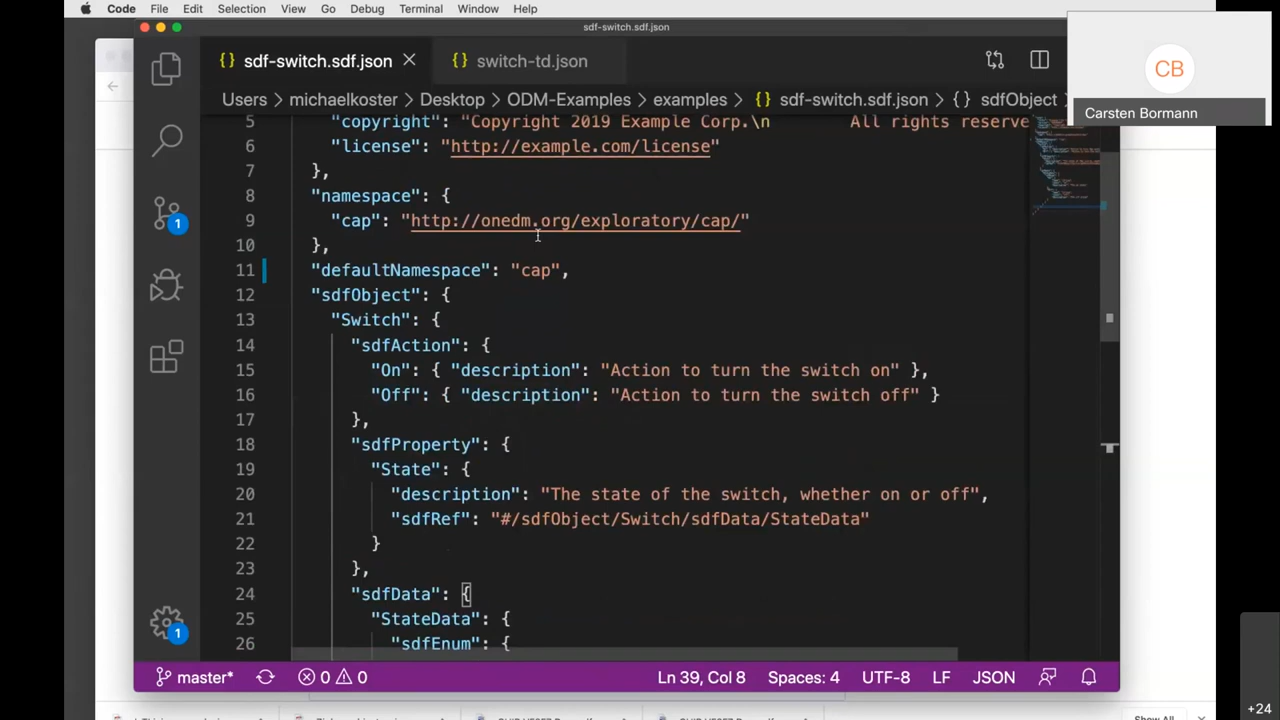 Code File Edit Selection View Go Debug Terminal Window Help
sdf-switch.sdf.json
{} sdf-switch.sdf.json × {} switch-td.json
CB
Carsten Bormann
Users › michaelkoster › Desktop › ODM-Examples › examples › {} sdf-switch.sdf.json › {} sdfObject
5 "copyright": "Copyright 2019 Example Corp.\n All rights reserve
6 "license": "http://example.com/license"
7 },
8 "namespace": {
9 "cap": "http://onedm.org/exploratory/cap/"
10 },
11 "defaultNamespace": "cap",
12 "sdfObject": {
13 "Switch": {
14 "sdfAction": {
15 "On": { "description": "Action to turn the switch on" },
16 "Off": { "description": "Action to turn the switch off" }
17 },
18 "sdfProperty": {
19 "State": {
20 "description": "The state of the switch, whether on or off",
21 "sdfRef": "#/sdfObject/Switch/sdfData/StateData"
22 }
23 },
24 "sdfData": {
25 "StateData": {
26 "sdfEnum": {
1
1
master* 0 0 Ln 39, Col 8 Spaces: 4 UTF-8 LF JSON
Show All
+24